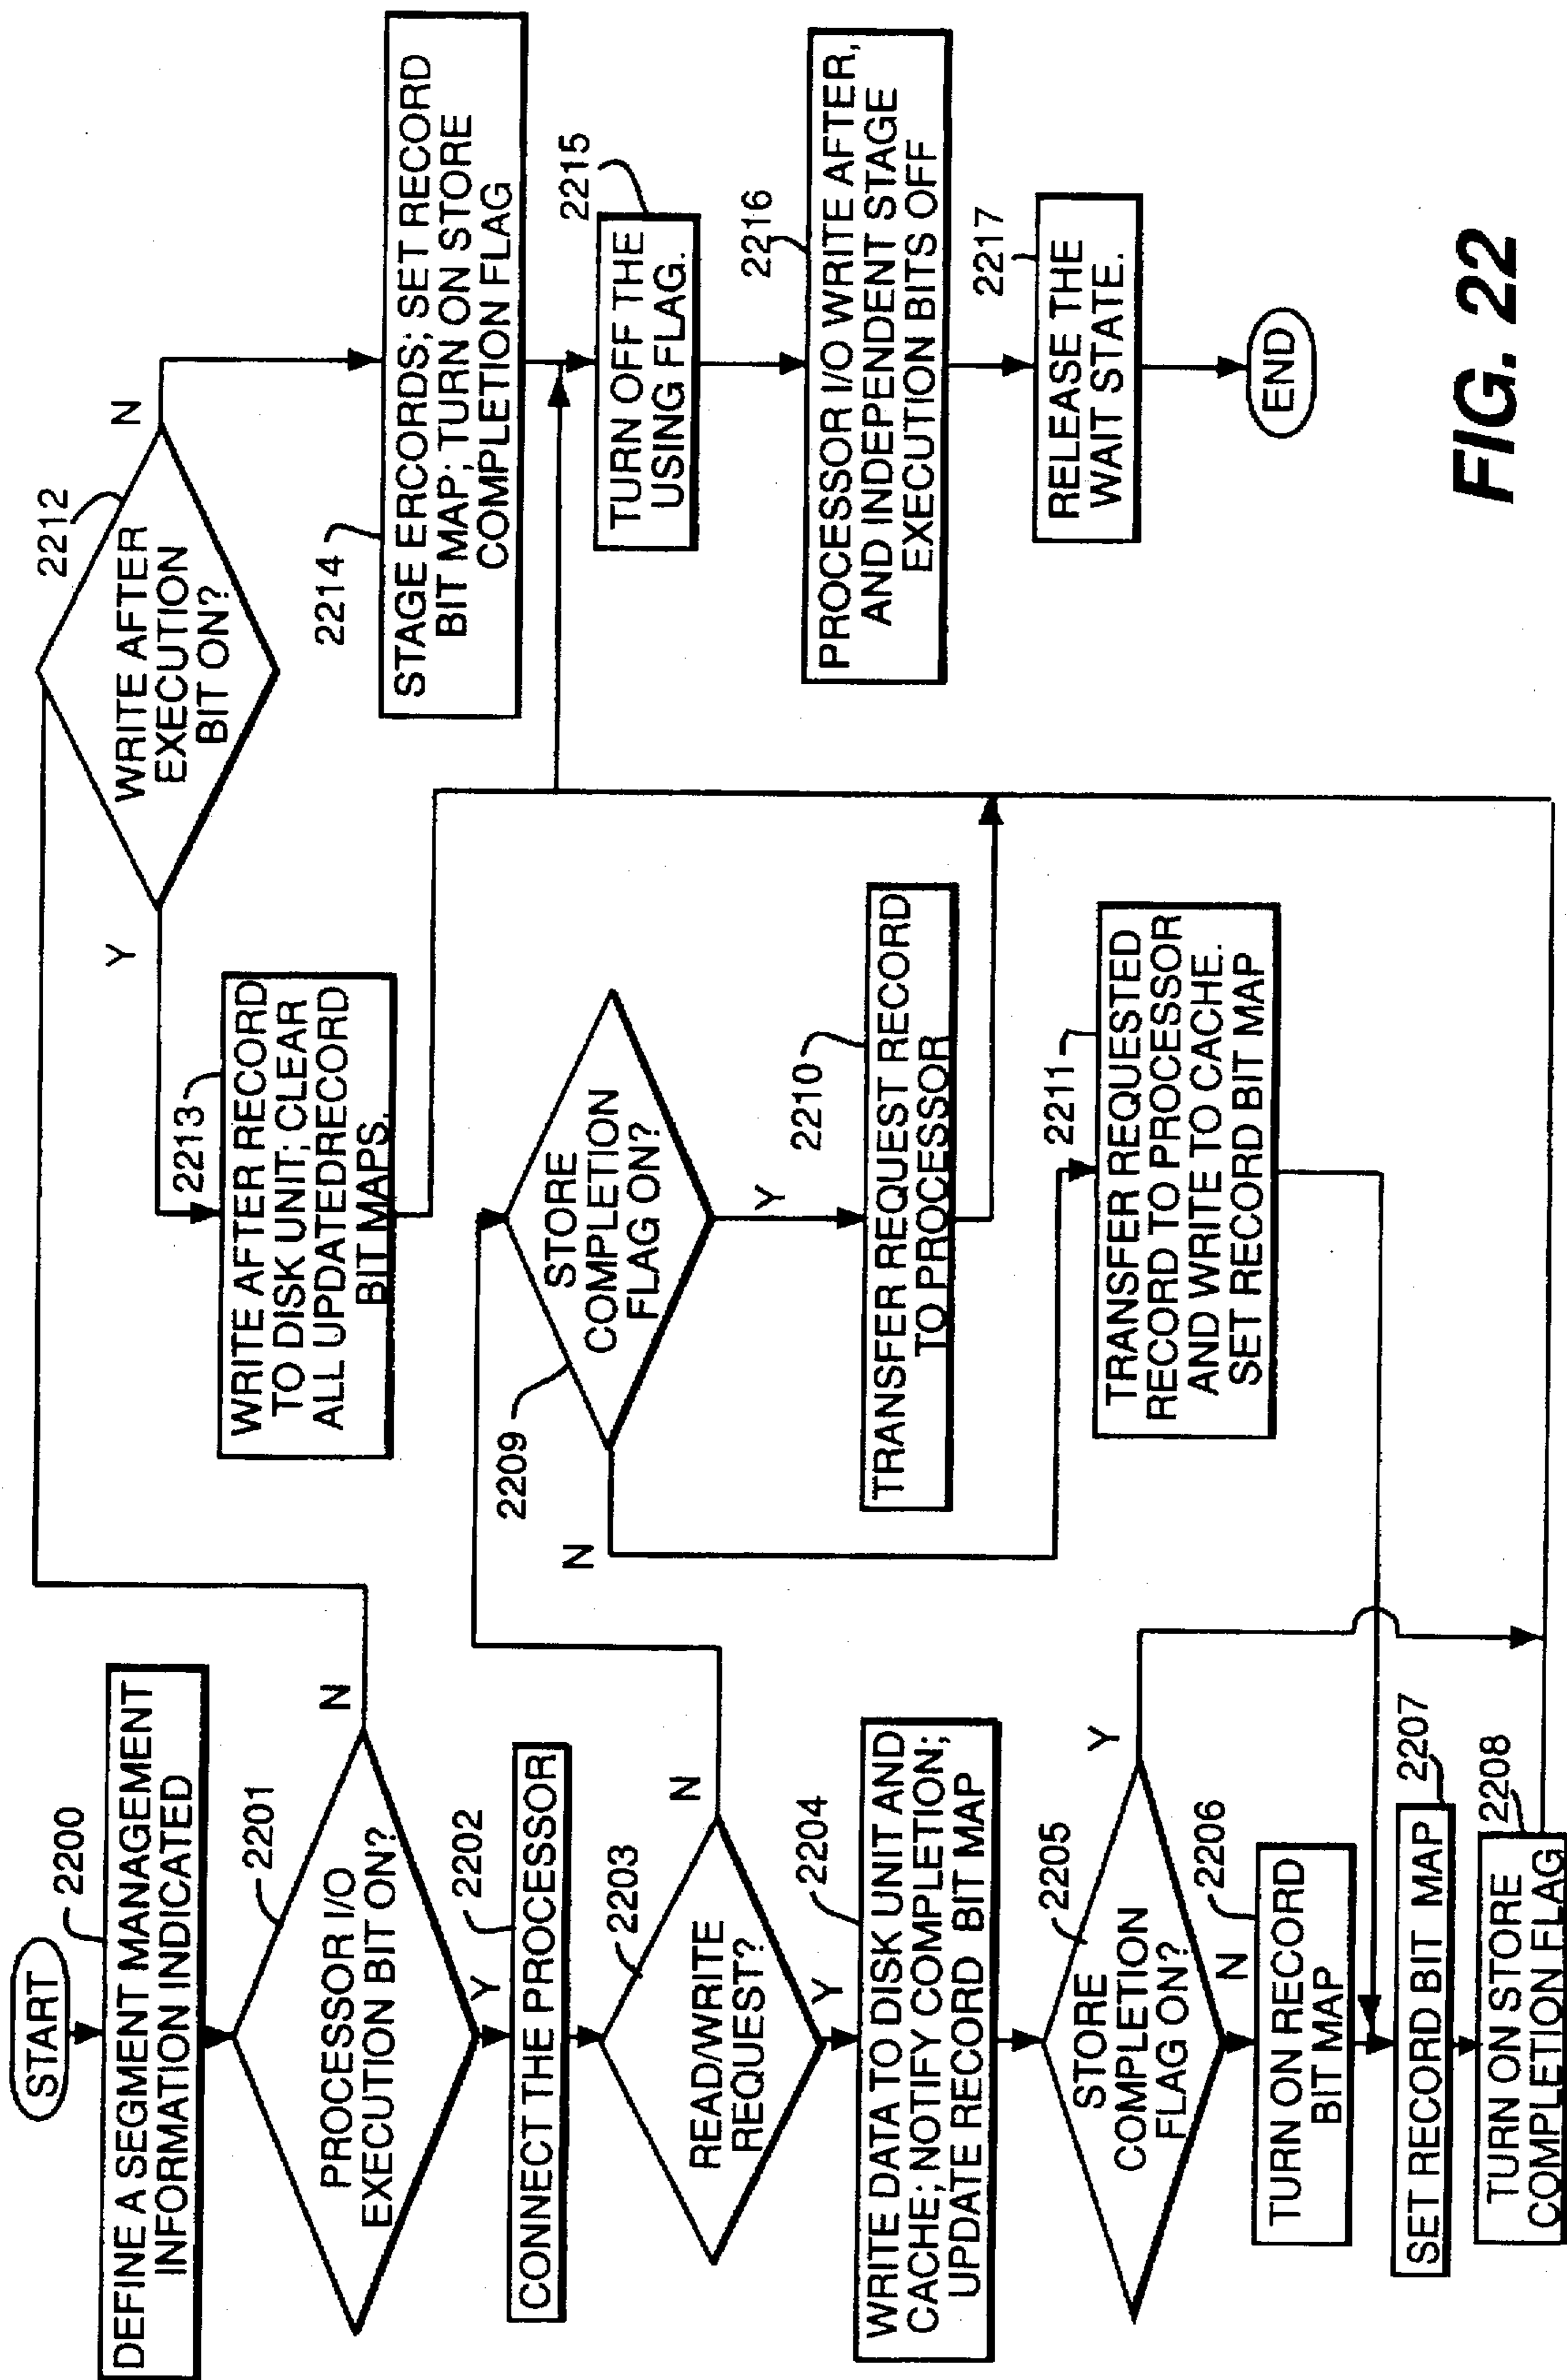 START
2200
DEFINE A SEGMENT MANAGEMENT
INFORMATION INDICATED
2201
PROCESSOR I/O
EXECUTION BIT ON?
N
Y
2202
CONNECT THE PROCESSOR
2203
READ/WRITE
REQUEST?
N
Y
2204
WRITE DATA TO DISK UNIT AND
CACHE; NOTIFY COMPLETION;
UPDATE RECORD BIT MAP
2205
STORE
COMPLETION
FLAG ON?
Y
N
2206
TURN ON RECORD
BIT MAP
2207
SET RECORD BIT MAP
2208
TURN ON STORE
COMPLETION FLAG
2209
STORE
COMPLETION
FLAG ON?
N
Y
2210
TRANSFER REQUEST RECORD
TO PROCESSOR
2211
TRANSFER REQUESTED
RECORD TO PROCESSOR
AND WRITE TO CACHE.
SET RECORD BIT MAP
2212
WRITE AFTER
EXECUTION
BIT ON?
Y
N
2213
WRITE AFTER RECORD
TO DISK UNIT; CLEAR
ALL UPDATEDRECORD
BIT MAPS.
2214
STAGE ERCORDS; SET RECORD
BIT MAP; TURN ON STORE
COMPLETION FLAG
2215
TURN OFF THE
USING FLAG.
2216
PROCESSOR I/O WRITE AFTER,
AND INDEPENDENT STAGE
EXECUTION BITS OFF
2217
RELEASE THE
WAIT STATE.
END
FIG. 22